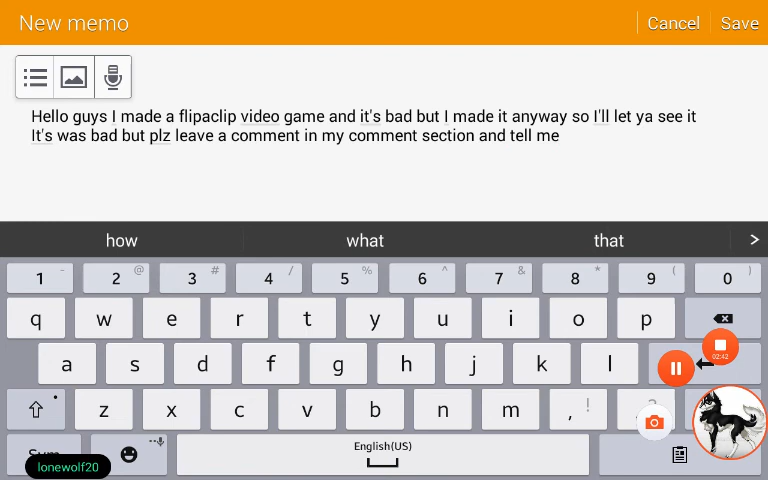 New memo
Cancel
Save
Hello guys I made a flipaclip video game and it's bad but I made it anyway so I'll let ya see it
It's was bad but plz leave a comment in my comment section and tell me
how what that >
1 - 2 @ 3 # 4 / 5 % 6 ^ 7 & 8 * 9 ( 0 )
q w e r t y u i o p
a s d f g h j k l
02:42
z x c v b n m , !
English(US)
lonewolf20